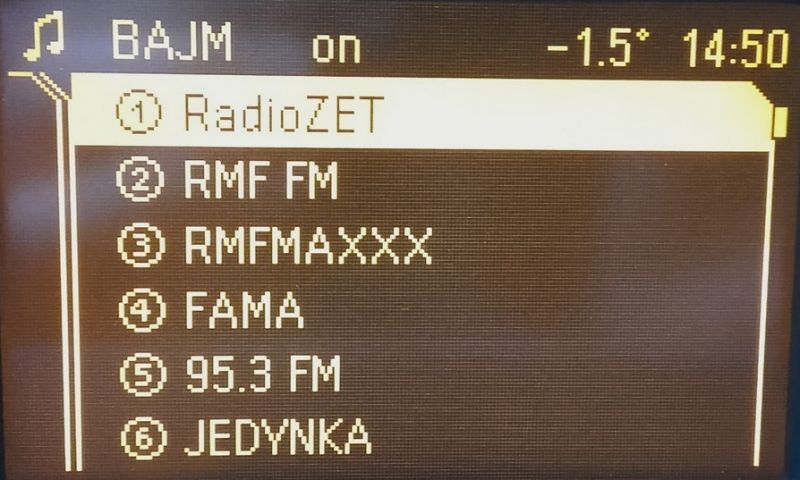 BAJM on -1.5° 14:50
1 RadioZET
2 RMF FM
3 RMFMAXXX
4 FAMA
5 95.3 FM
6 JEDYNKA